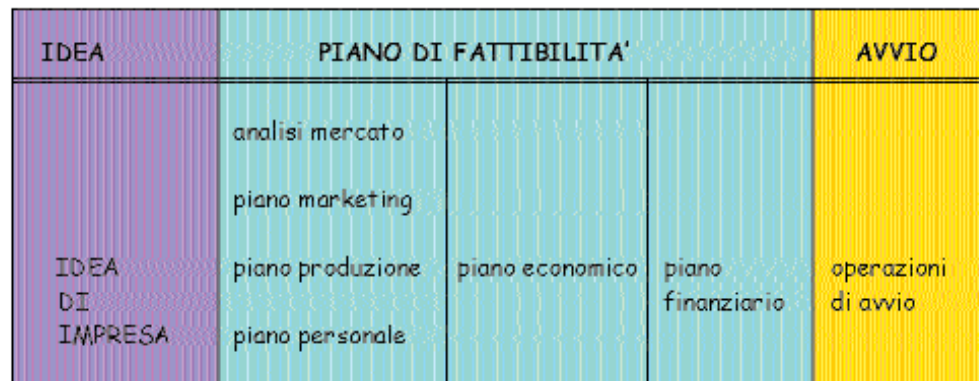 IDEA PIANO DI FATTIBILITA' AVVIO
analisi mercato
piano marketing
IDEA piano produzione piano economico piano operazioni
DI finanziario di avvio
IMPRESA piano personale